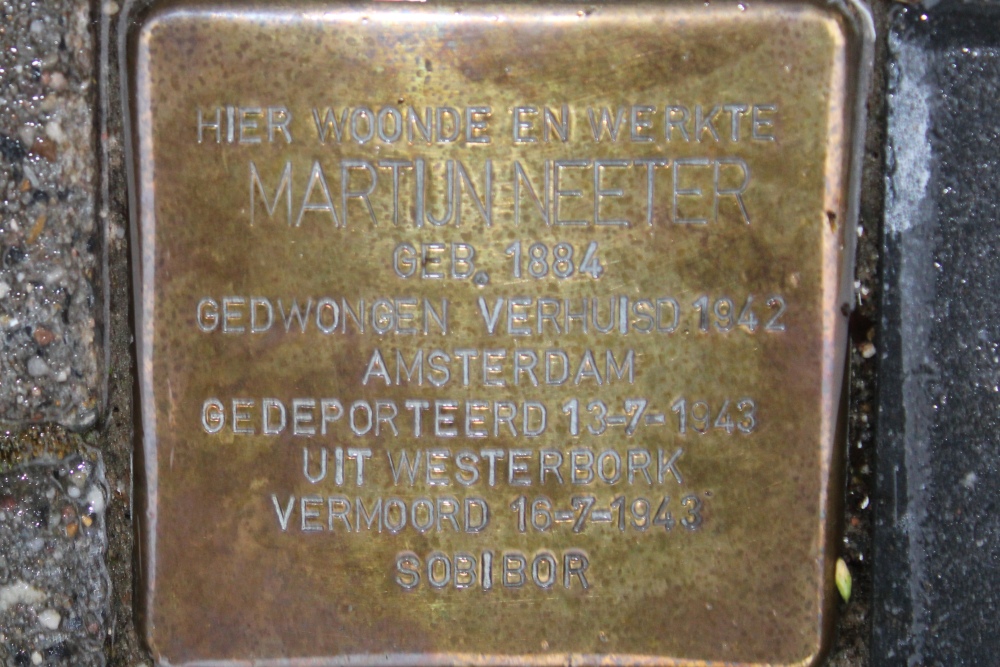 HIER WOONDE EN WERKTE
MARTIJN NEETER
GEB. 1884
GEDWONGEN VERHUISD 1942
AMSTERDAM
GEDEPORTEERD 13-7-1943
UIT WESTERBORK
VERMOORD 16-7-1943
SOBIBOR